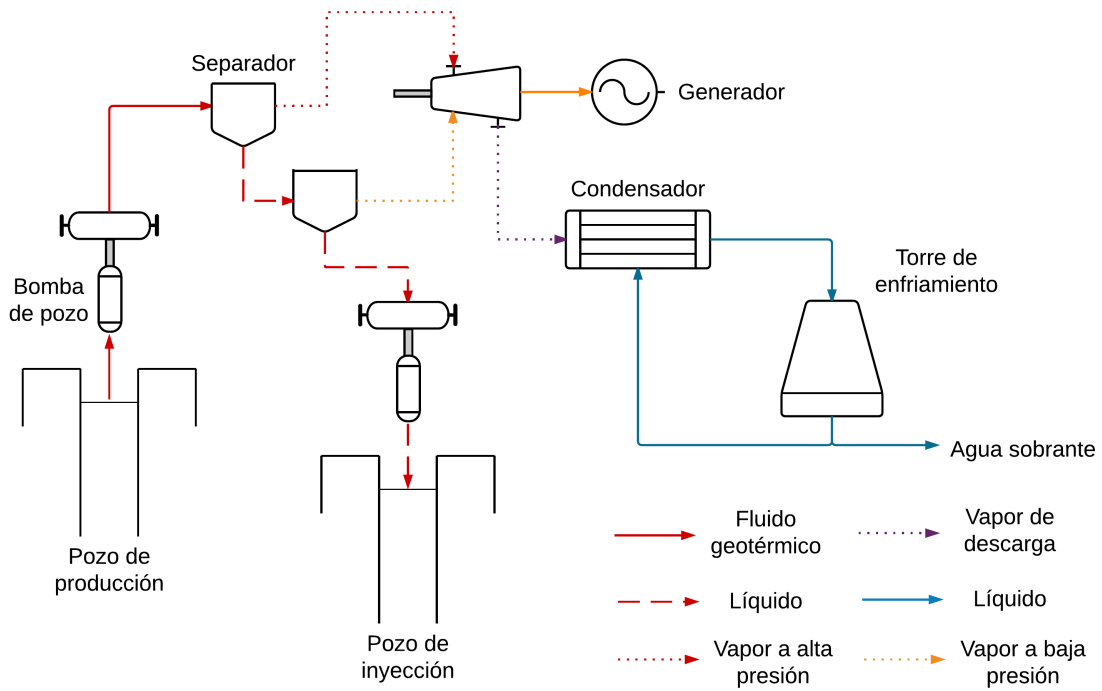 Separador
Generador
Condensador
Torre de
enfriamiento
Bomba
de pozo
Agua sobrante
Pozo de
producción
Pozo de
inyección
Fluido
geotérmico
Vapor de
descarga
Líquido
Líquido
Vapor a alta
presión
Vapor a baja
presión